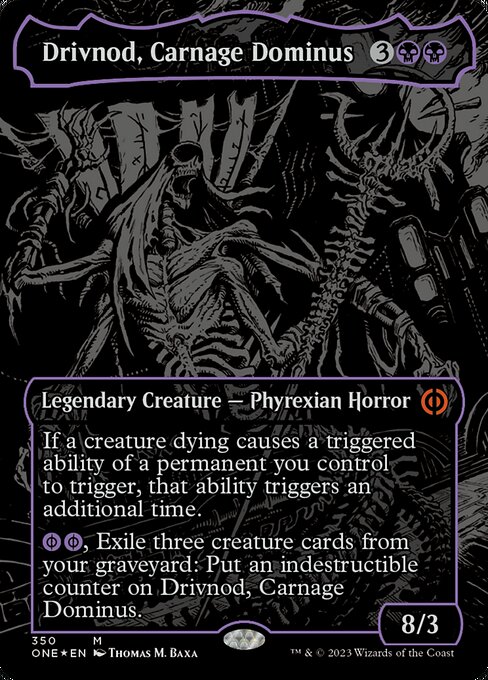 Drivnod, Carnage Dominus 3
Legendary Creature — Phyrexian Horror
If a creature dying causes a triggered
ability of a permanent you control
to trigger, that ability triggers an
additional time.
, Exile three creature cards from
your graveyard: Put an indestructible
counter on Drivnod, Carnage
Dominus.
8/3
350 M
ONE★EN Thomas M. Baxa
™ & © 2023 Wizards of the Coast